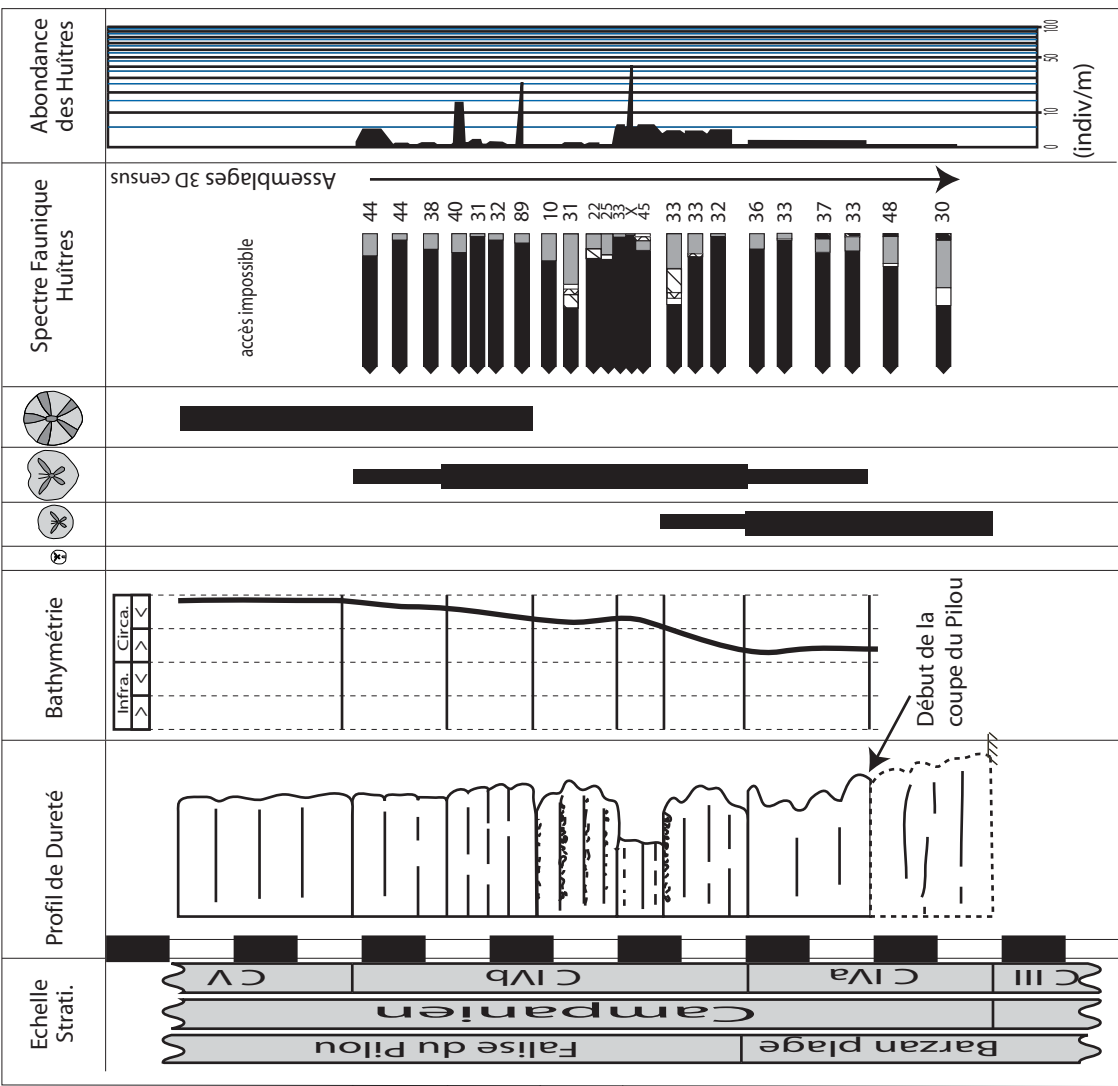 Echelle
Strati.
Profil de Dureté
Bathymétrie
Spectre Faunique
Huîtres
Abondance
des Huîtres
Infra.
Circa.
> < > <
accès impossible
Assemblages 3D census
C V
C IVb
C IVa
C III
Campanien
Falise du Pilou
Barzan plage
Début de la
coupe du Pilou
44
44
38
40
31
32
89
10
31
22
25
33
X
45
33
33
32
36
33
37
33
48
30
0
10
50
100
(indiv/m)